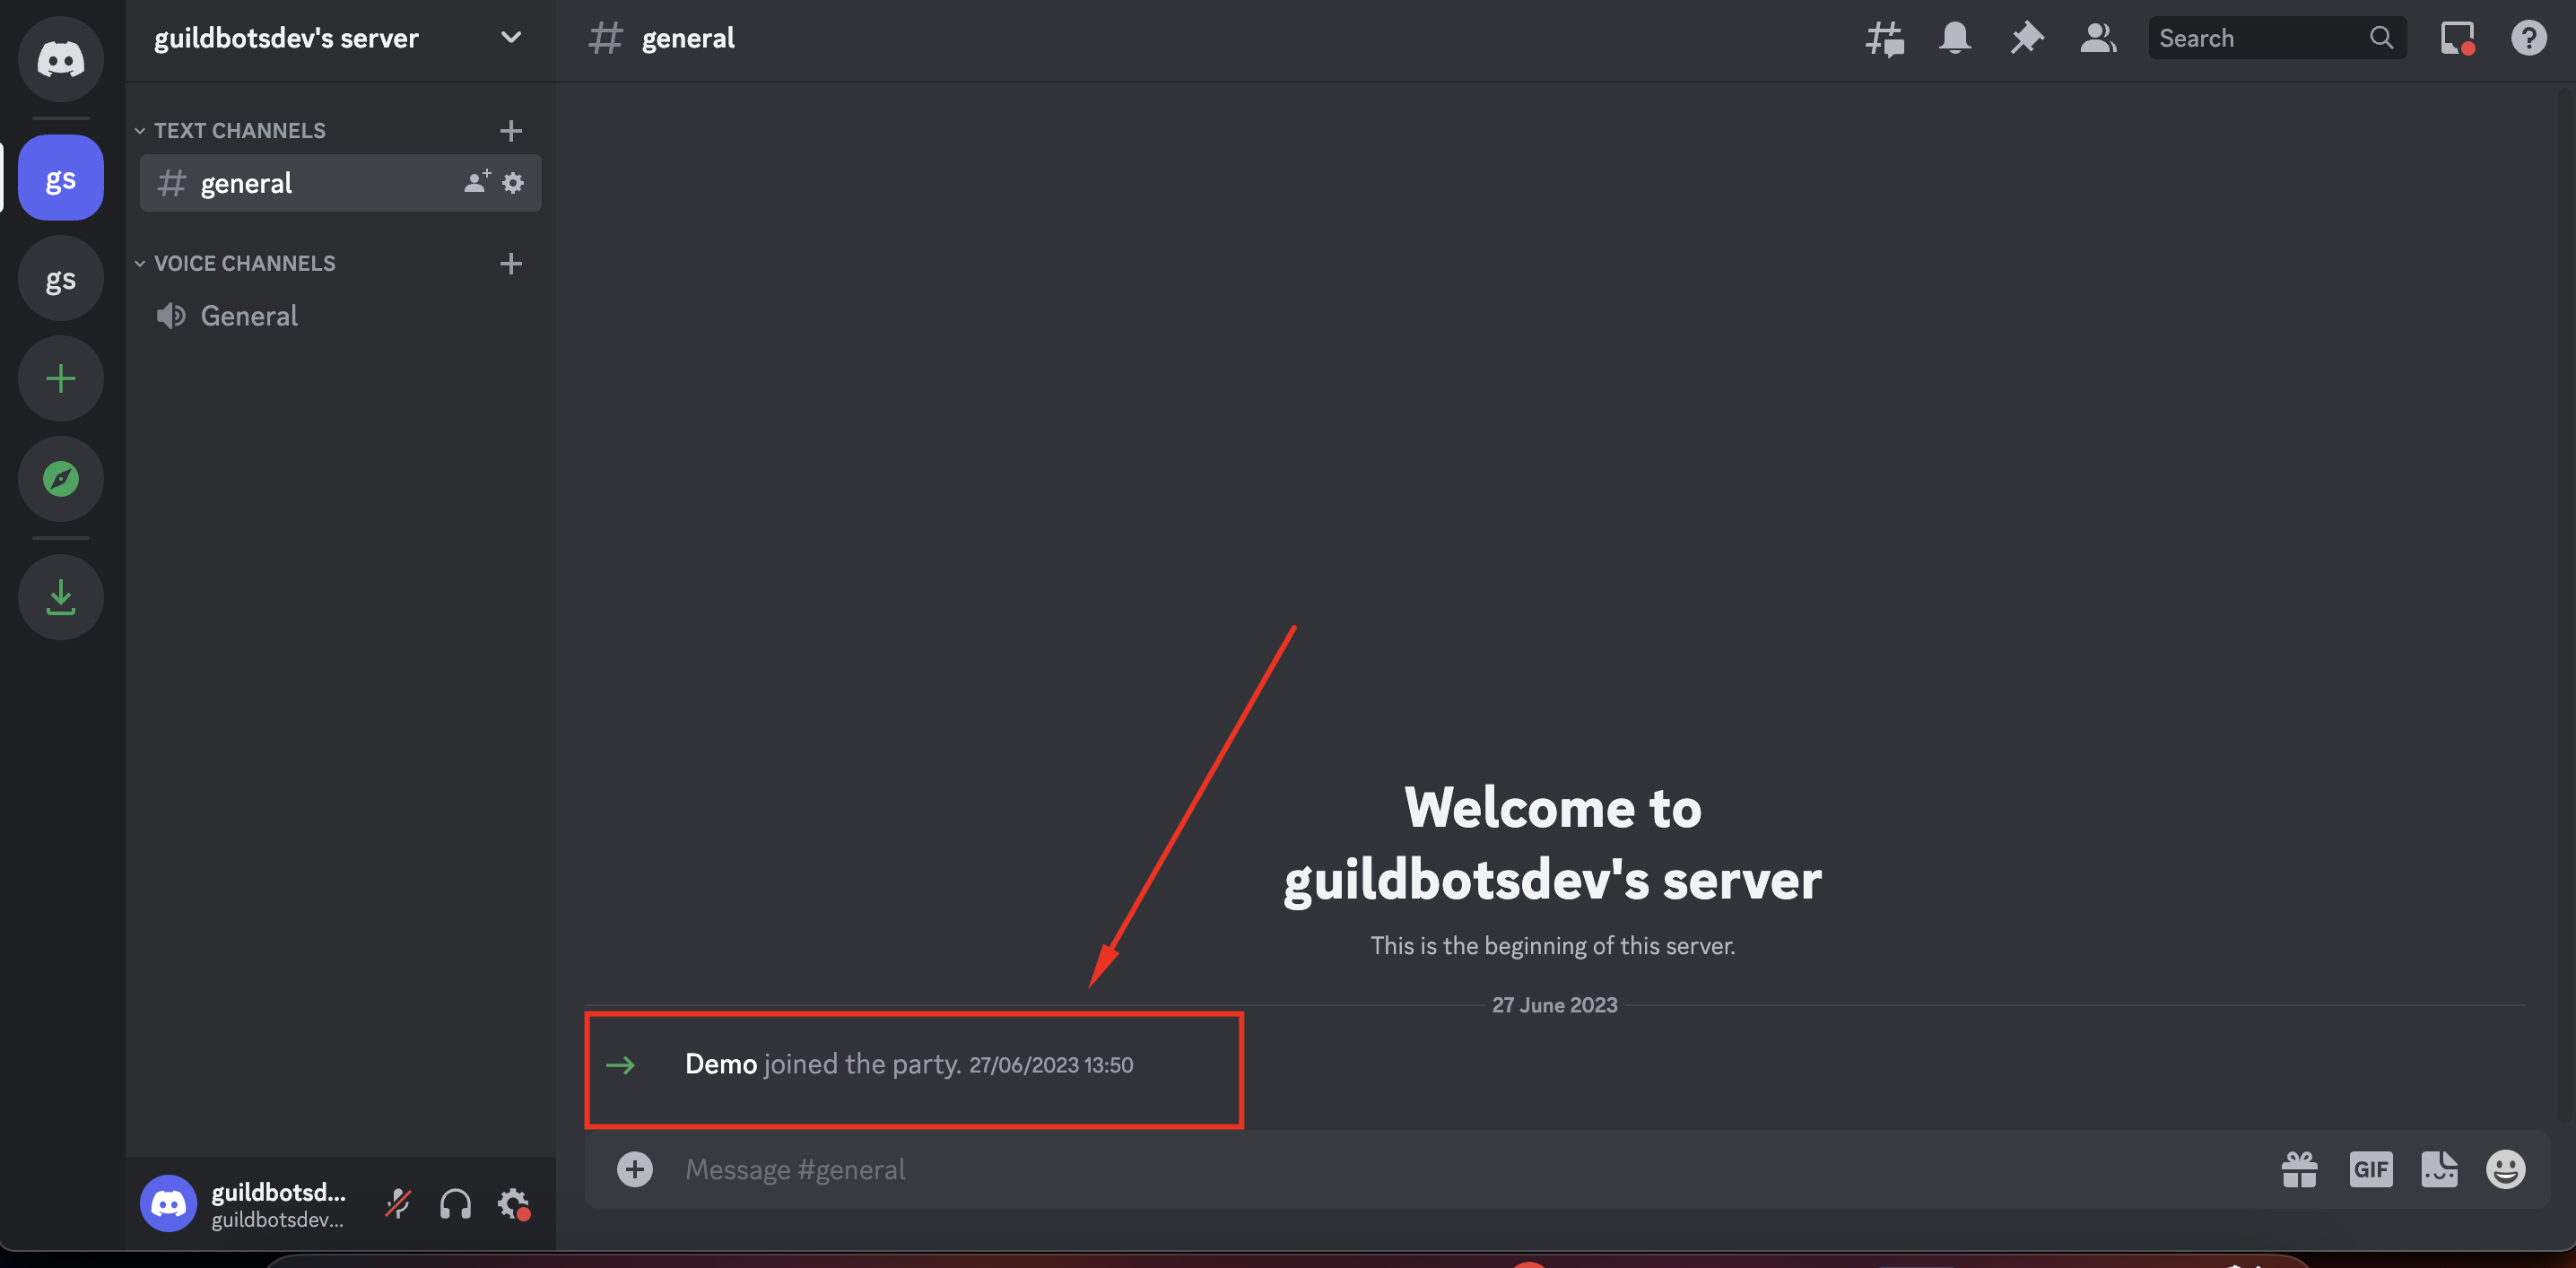 guildbotsdev's server
general
Search
gs
TEXT CHANNELS
general
gs
VOICE CHANNELS
General
Welcome to
guildbotsdev's server
This is the beginning of this server.
27 June 2023
Demo joined the party. 27/06/2023 13:50
Message #general
GIF
guildbotsd...
guildbotsdev...